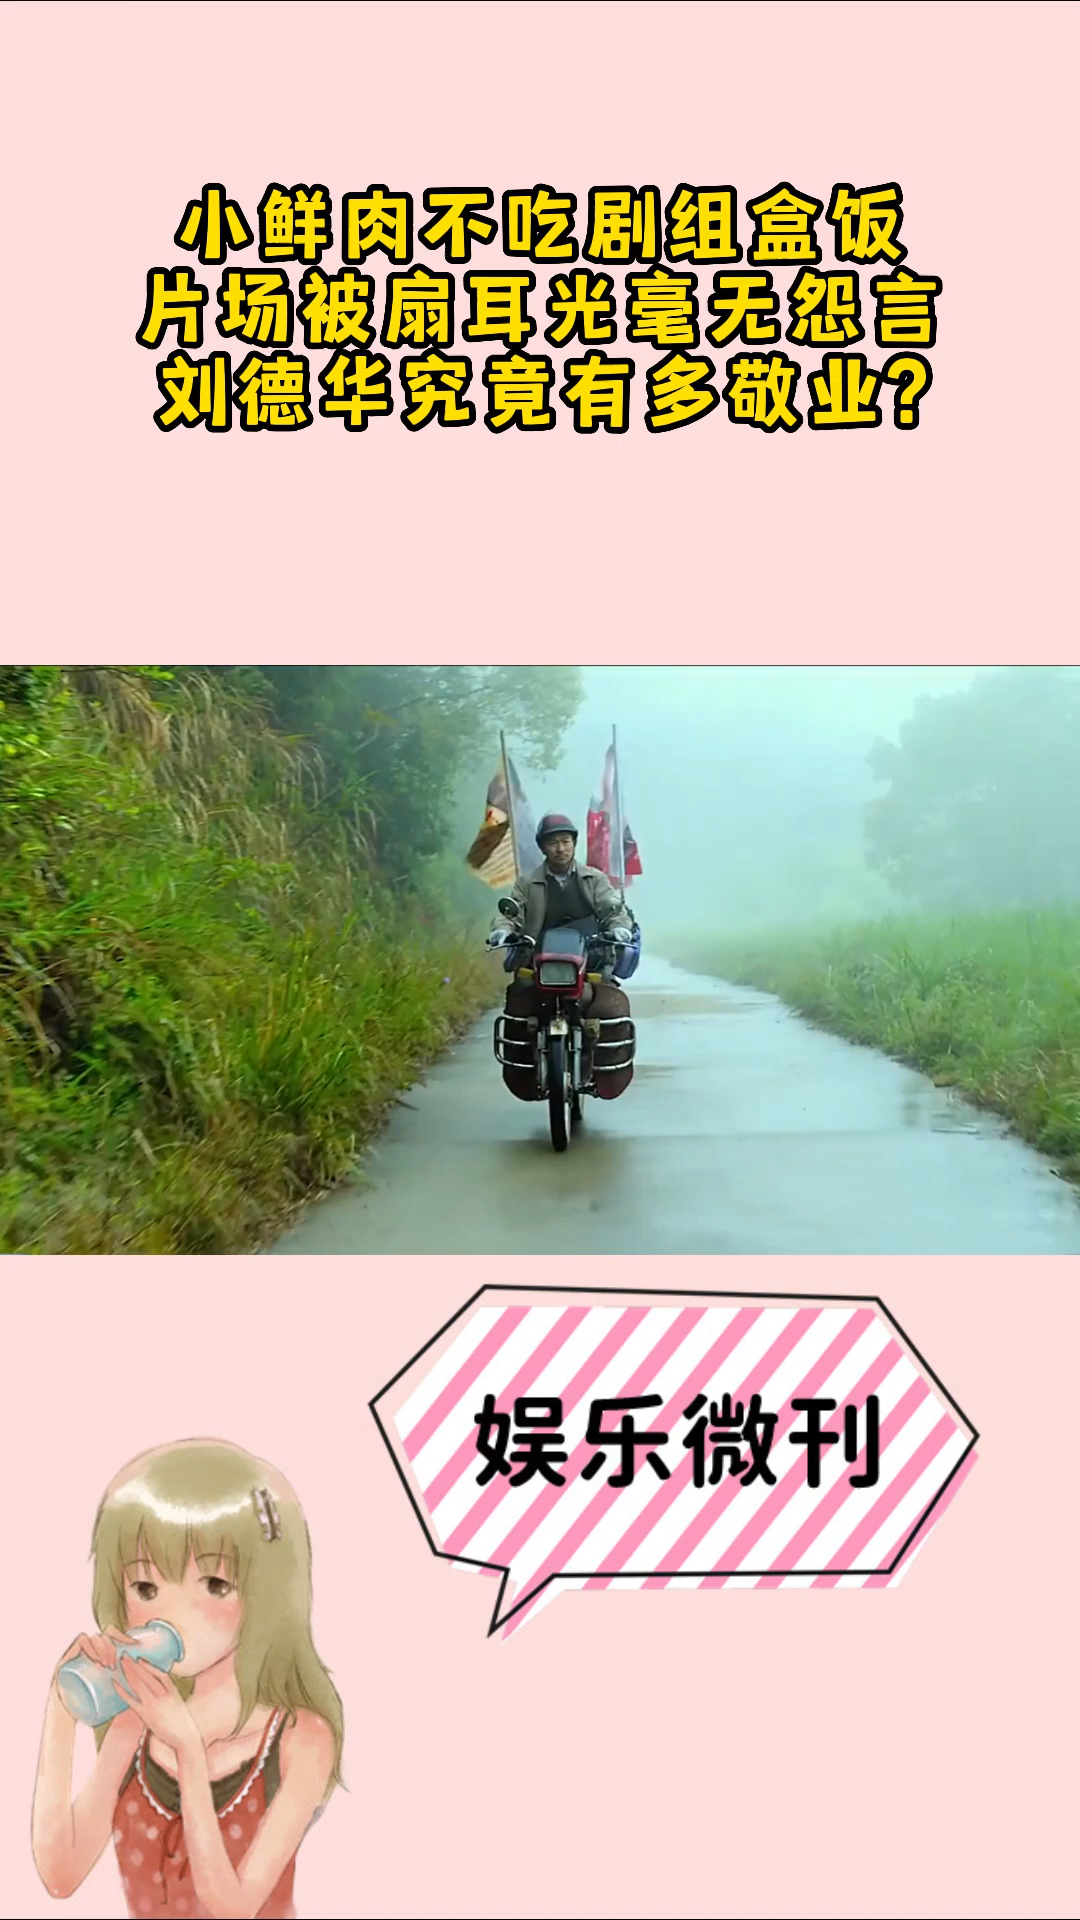 小鲜肉不吃剧组盒饭
片场被扇耳光毫无怨言
刘德华究竟有多敬业?
娱乐微刊